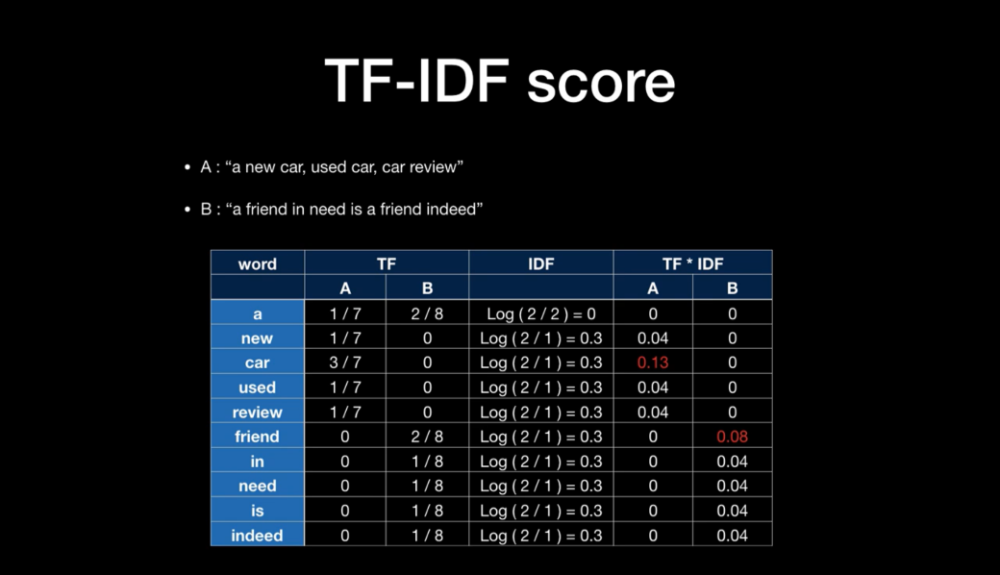 TF-IDF score
• A : “a new car, used car, car review”
• B : “a friend in need is a friend indeed”
word TF IDF TF * IDF
A B A B
a 1 / 7 2 / 8 Log ( 2 / 2 ) = 0 0 0
new 1 / 7 0 Log ( 2 / 1 ) = 0.3 0.04 0
car 3 / 7 0 Log ( 2 / 1 ) = 0.3 0.13 0
used 1 / 7 0 Log ( 2 / 1 ) = 0.3 0.04 0
review 1 / 7 0 Log ( 2 / 1 ) = 0.3 0.04 0
friend 0 2 / 8 Log ( 2 / 1 ) = 0.3 0 0.08
in 0 1 / 8 Log ( 2 / 1 ) = 0.3 0 0.04
need 0 1 / 8 Log ( 2 / 1 ) = 0.3 0 0.04
is 0 1 / 8 Log ( 2 / 1 ) = 0.3 0 0.04
indeed 0 1 / 8 Log ( 2 / 1 ) = 0.3 0 0.04